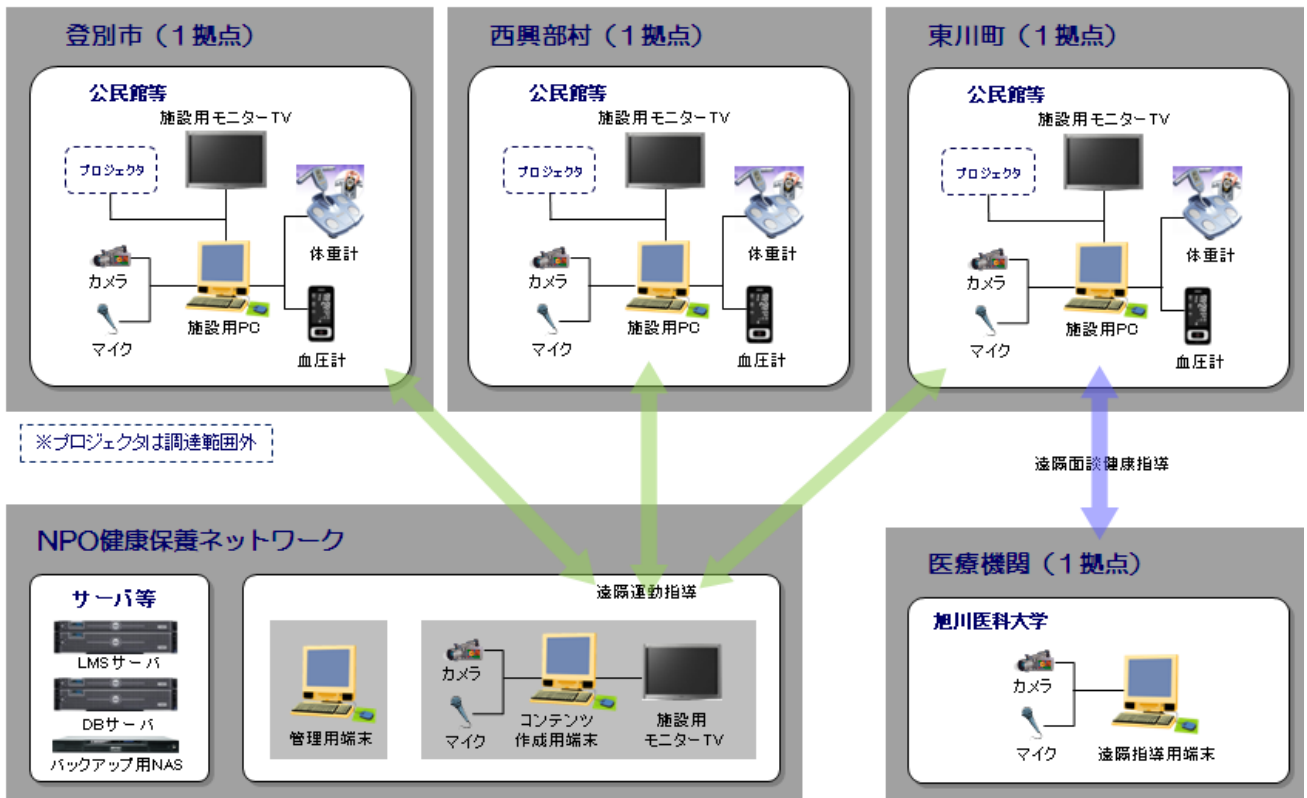 登別市（１拠点）
公民館等
施設用モニターTV
プロジェクタ
体重計
カメラ
施設用PC
マイク
血圧計
西興部村（１拠点）
公民館等
施設用モニターTV
プロジェクタ
体重計
カメラ
施設用PC
マイク
血圧計
東川町（１拠点）
公民館等
施設用モニターTV
プロジェクタ
体重計
カメラ
施設用PC
マイク
血圧計
※プロジェクタは調達範囲外
遠隔面談健康指導
NPO健康保養ネットワーク
サーバ等
LMSサーバ
DBサーバ
バックアップ用NAS
遠隔運動指導
管理用端末
カメラ
マイク
コンテンツ
作成用端末
施設用
モニターTV
医療機関（１拠点）
旭川医科大学
カメラ
マイク
遠隔指導用端末